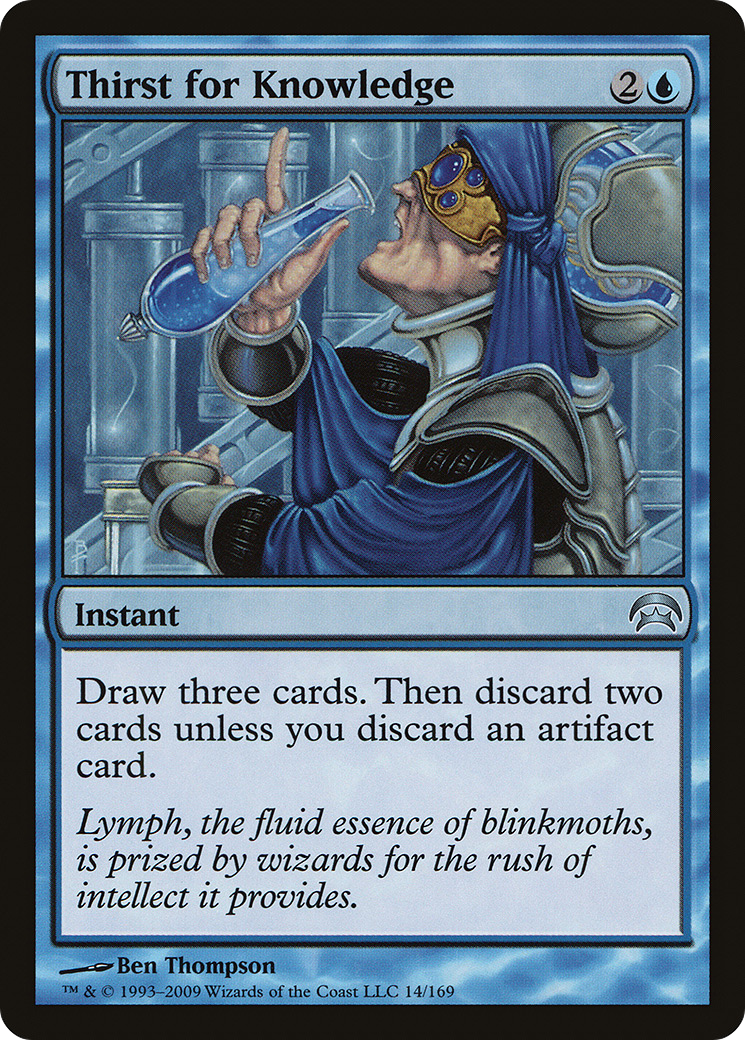 Thirst for Knowledge
2
Instant
Draw three cards. Then discard two
cards unless you discard an artifact
card.
Lymph, the fluid essence of blinkmoths,
is prized by wizards for the rush of
intellect it provides.
Ben Thompson
™ & © 1993–2009 Wizards of the Coast LLC 14/169